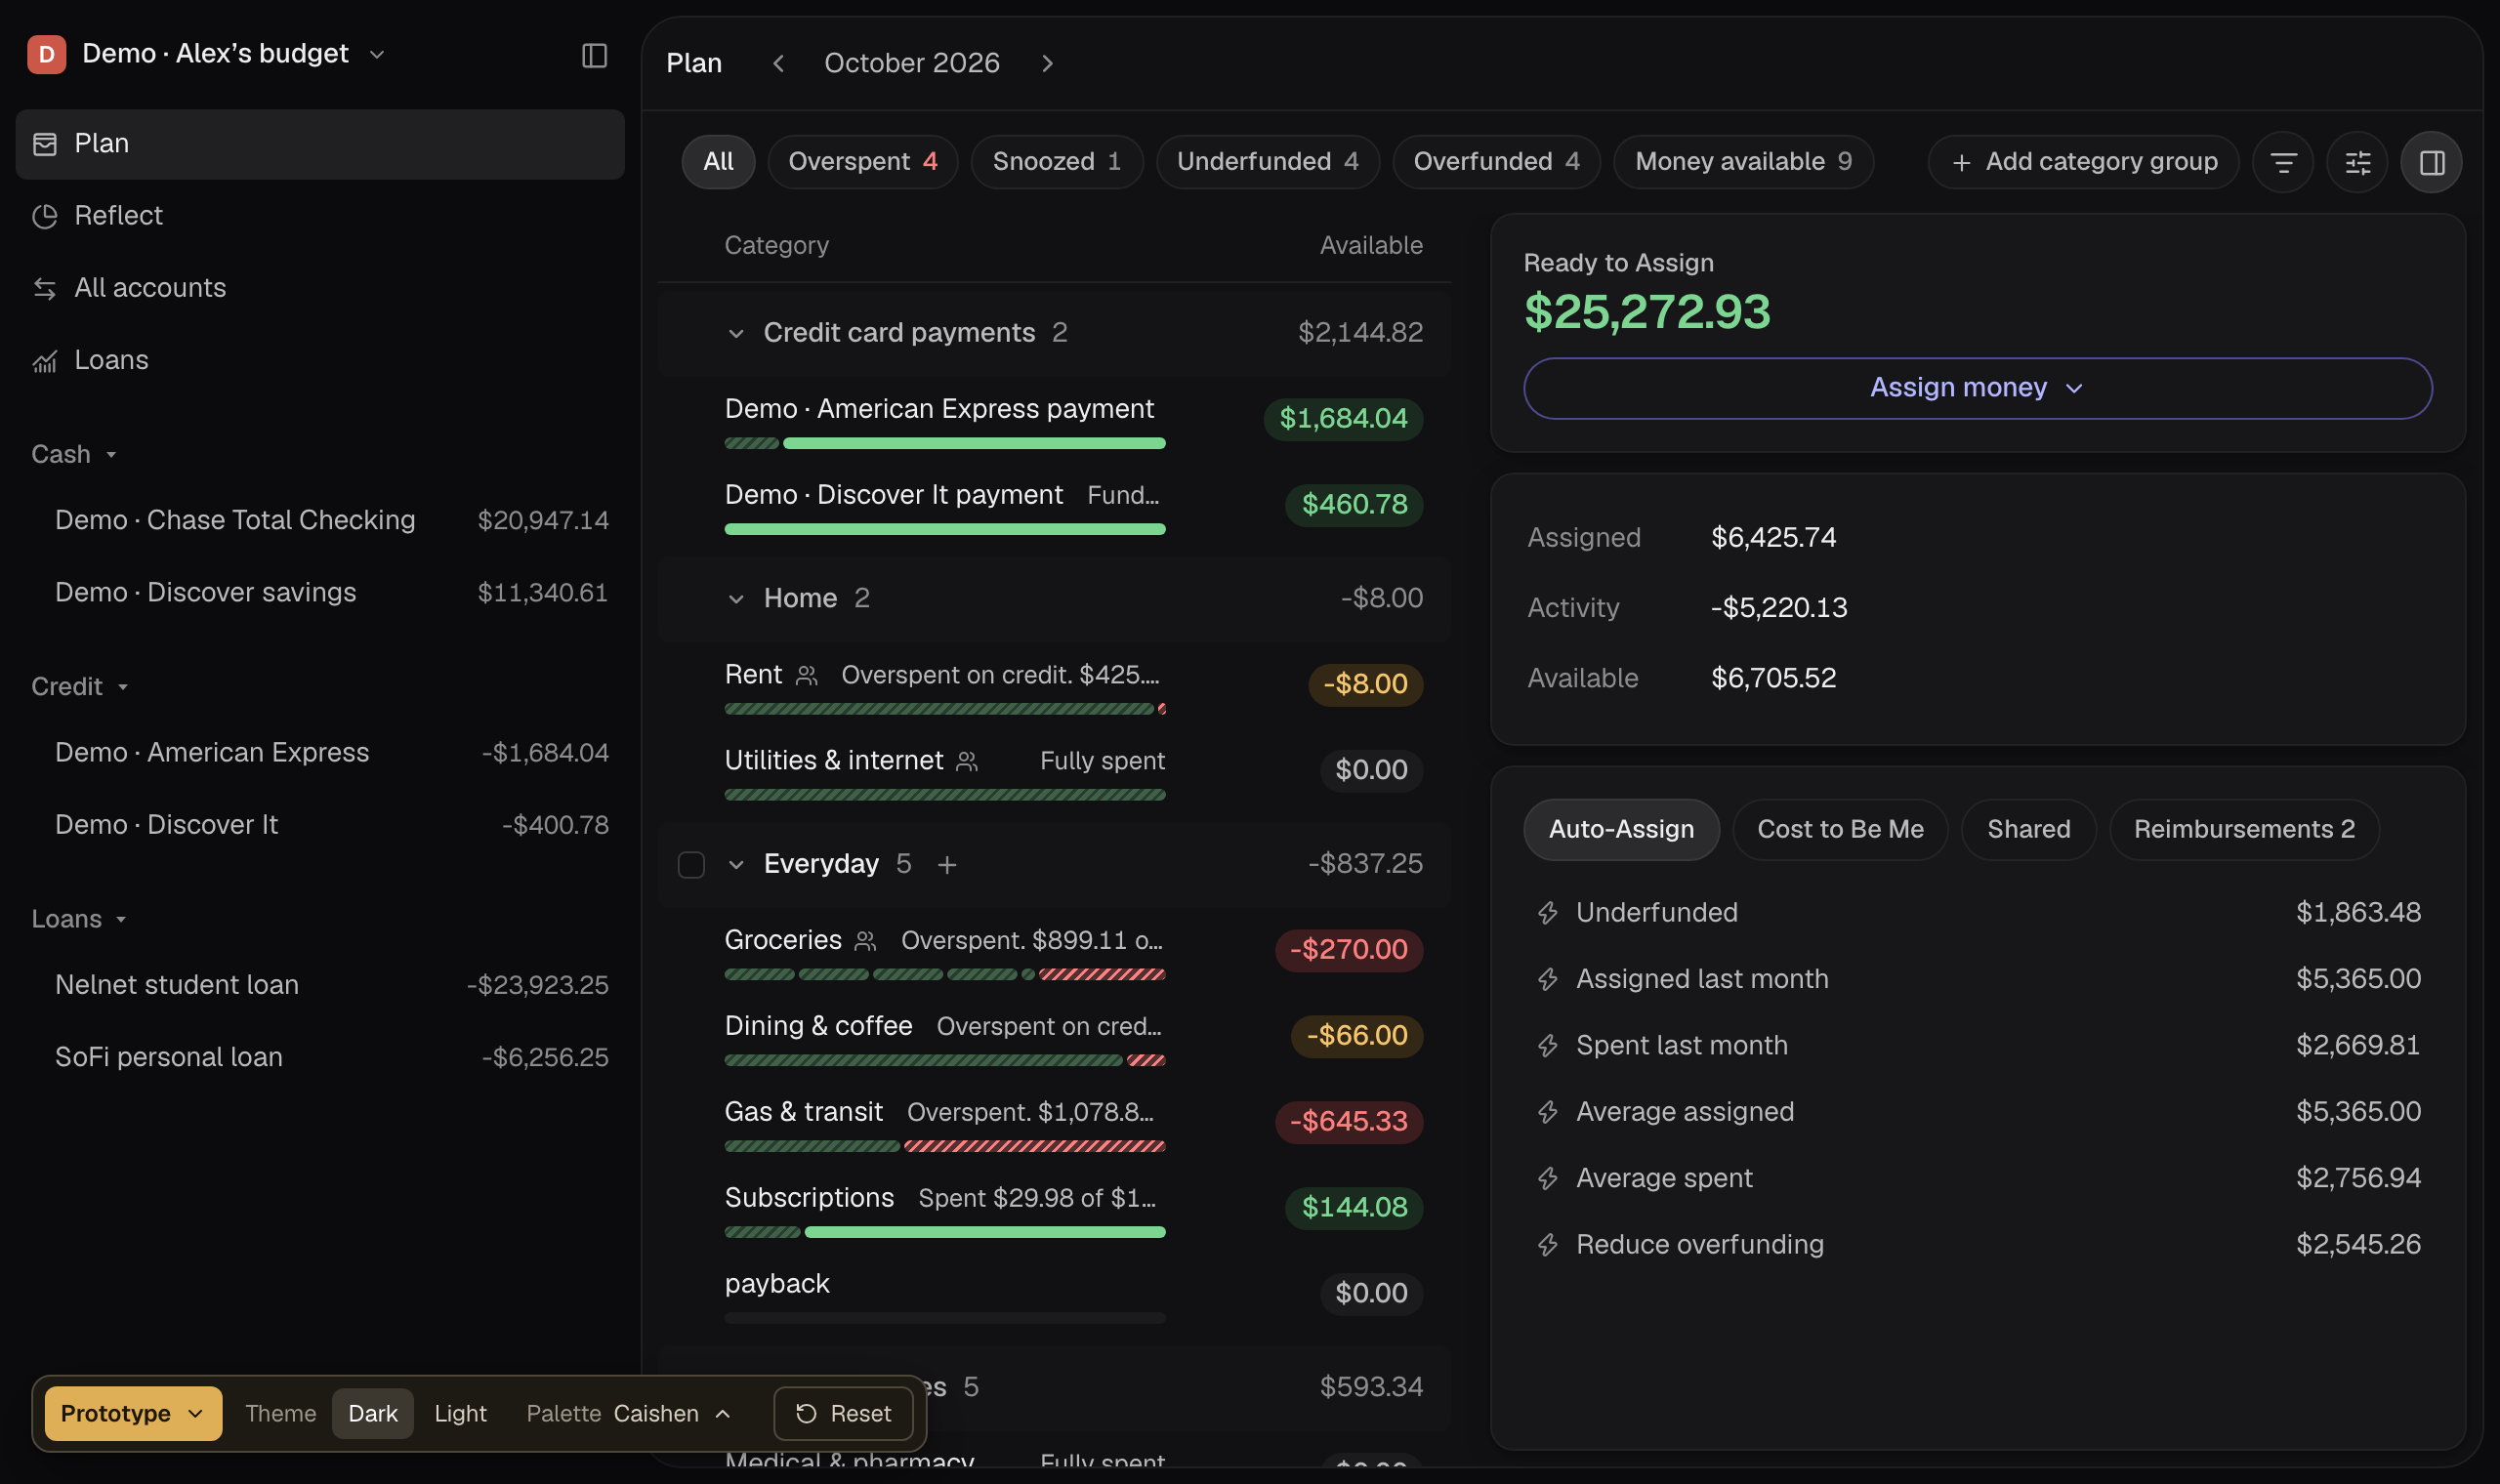 D Demo · Alex’s budget
Plan
Reflect
All accounts
Loans
Cash
Demo · Chase Total Checking $20,947.14
Demo · Discover savings $11,340.61
Credit
Demo · American Express -$1,684.04
Demo · Discover It -$400.78
Loans
Nelnet student loan -$23,923.25
SoFi personal loan -$6,256.25
Plan October 2026
All Overspent 4 Snoozed 1 Underfunded 4 Overfunded 4 Money available 9 Add category group
Category Available
Credit card payments 2 $2,144.82
Demo · American Express payment $1,684.04
Demo · Discover It payment Fund... $460.78
Home 2 -$8.00
Rent Overspent on credit. $425.... -$8.00
Utilities & internet Fully spent $0.00
Everyday 5 -$837.25
Groceries Overspent. $899.11 o... -$270.00
Dining & coffee Overspent on cred... -$66.00
Gas & transit Overspent. $1,078.8... -$645.33
Subscriptions Spent $29.98 of $1... $144.08
payback $0.00
es 5 $593.34
Medical & pharmacy Fully spent $0.00
Ready to Assign
$25,272.93
Assign money
Assigned $6,425.74
Activity -$5,220.13
Available $6,705.52
Auto-Assign Cost to Be Me Shared Reimbursements 2
Underfunded $1,863.48
Assigned last month $5,365.00
Spent last month $2,669.81
Average assigned $5,365.00
Average spent $2,756.94
Reduce overfunding $2,545.26
Prototype Theme Dark Light Palette Caishen Reset